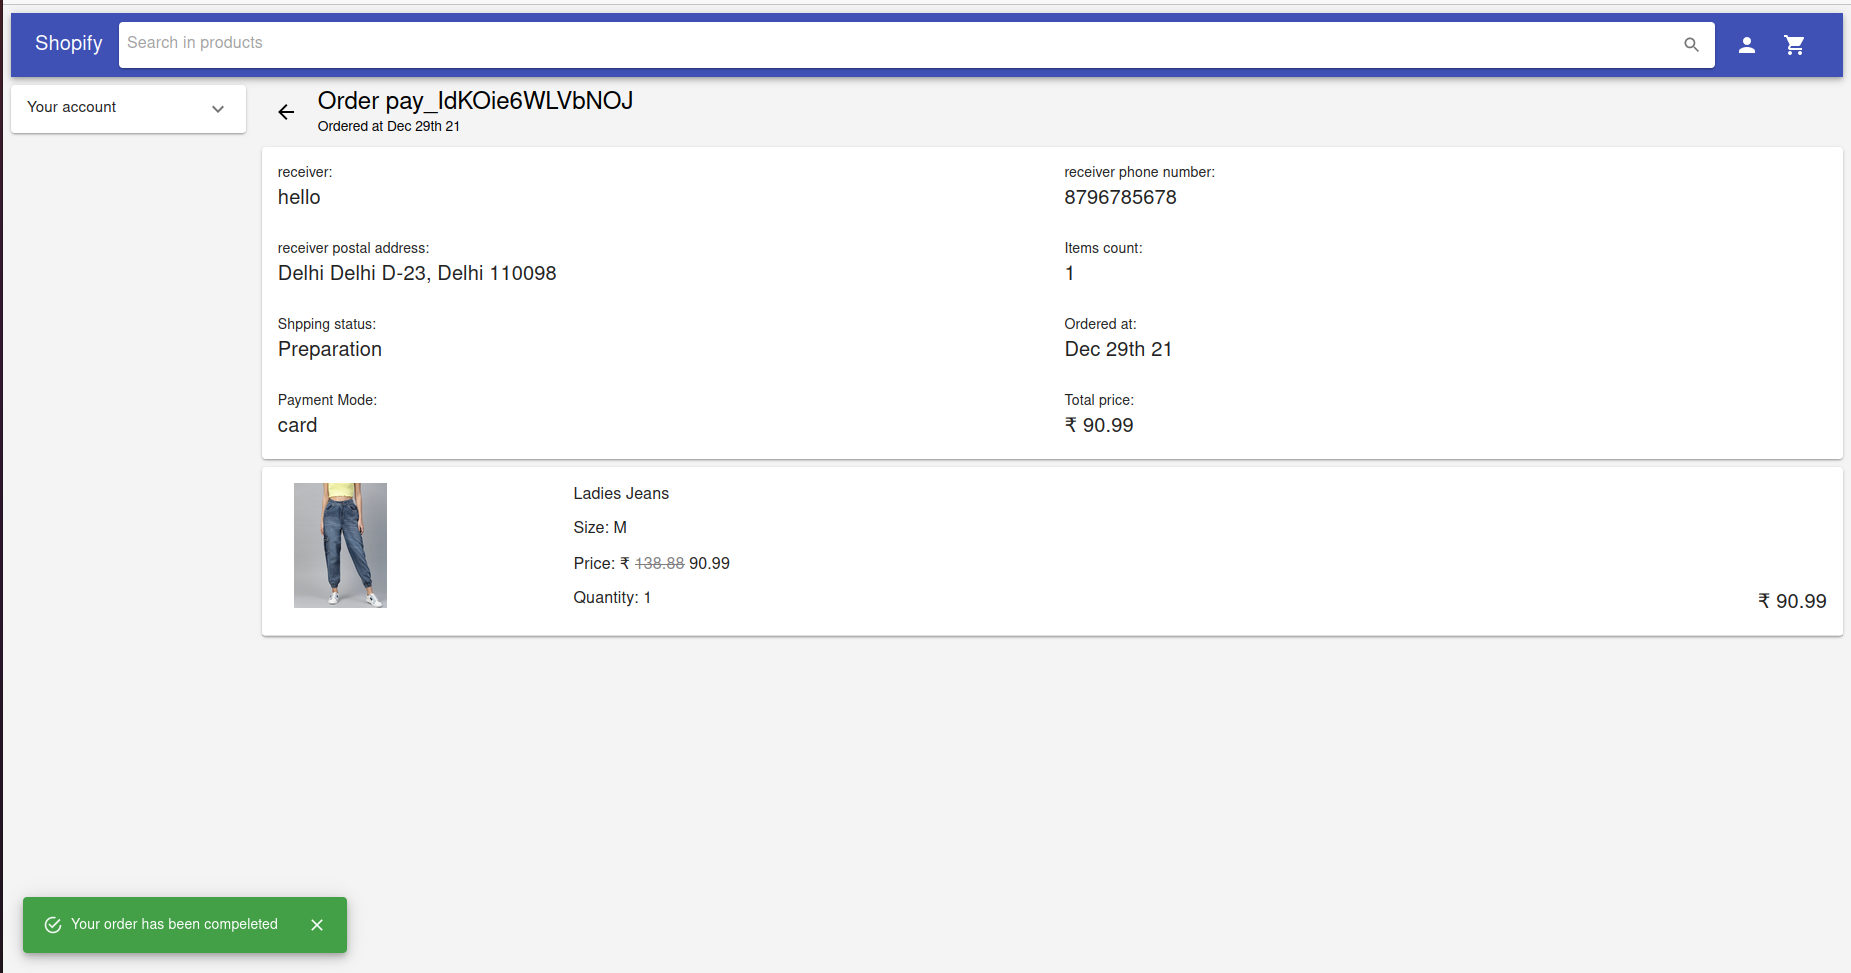 Shopify
Search in products
Your account
Order pay_IdKOie6WLVbNOJ
Ordered at Dec 29th 21
receiver:
hello
receiver phone number:
8796785678
receiver postal address:
Delhi Delhi D-23, Delhi 110098
Items count:
1
Shpping status:
Preparation
Ordered at:
Dec 29th 21
Payment Mode:
card
Total price:
₹ 90.99
Ladies Jeans
Size: M
Price: ₹ 138.88 90.99
Quantity: 1
₹ 90.99
Your order has been compeleted